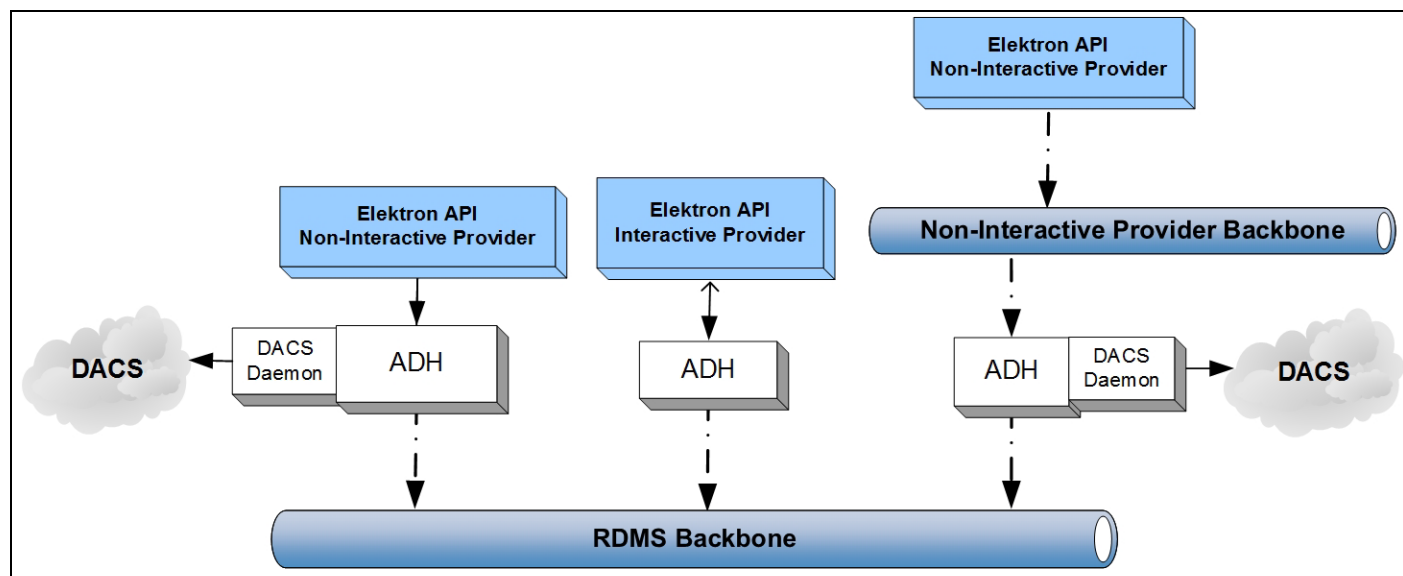 Elektron API
Non-Interactive Provider
Elektron API
Non-Interactive Provider
Elektron API
Interactive Provider
Non-Interactive Provider Backbone
DACS
DACS
Daemon
ADH
ADH
ADH
DACS
Daemon
DACS
RDMS Backbone